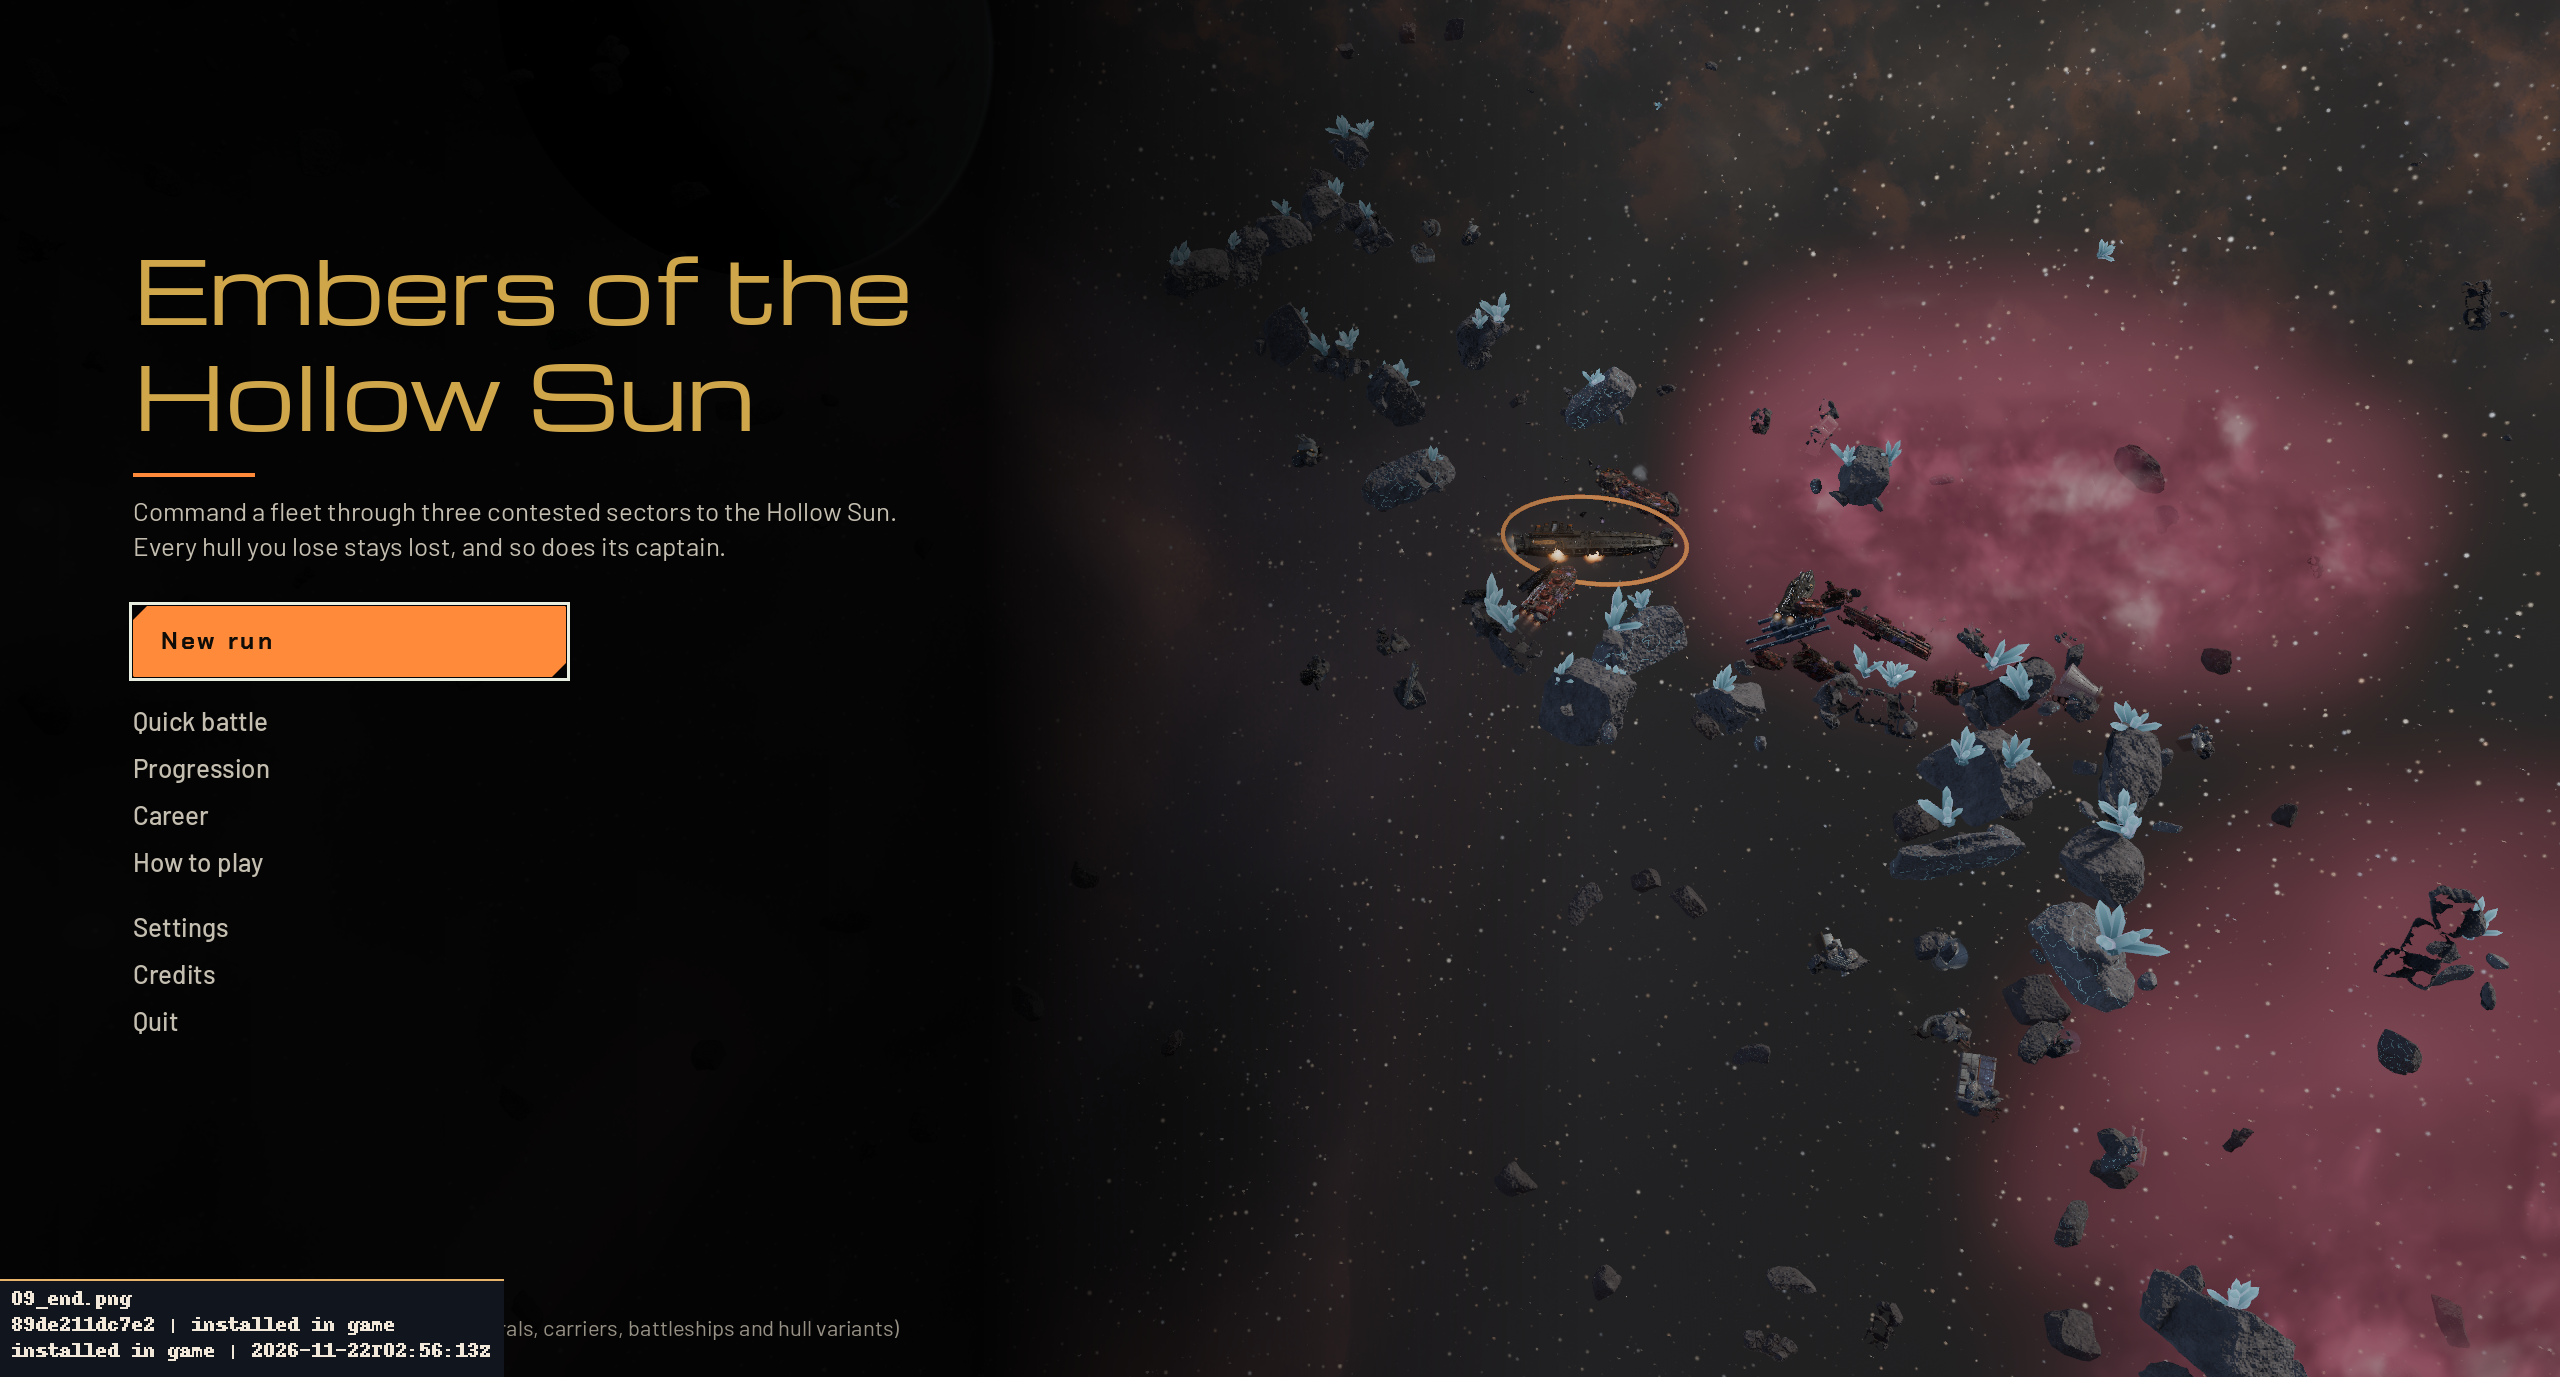 Embers of the
Hollow Sun
Command a fleet through three contested sectors to the Hollow Sun.
Every hull you lose stays lost, and so does its captain.
New run
Quick battle
Progression
Career
How to play
Settings
Credits
Quit
09_end.png
89de211dc7e2 | installed in game
installed in game | 2026-11-22T02:56:13Z
carriers, battleships and hull variants)